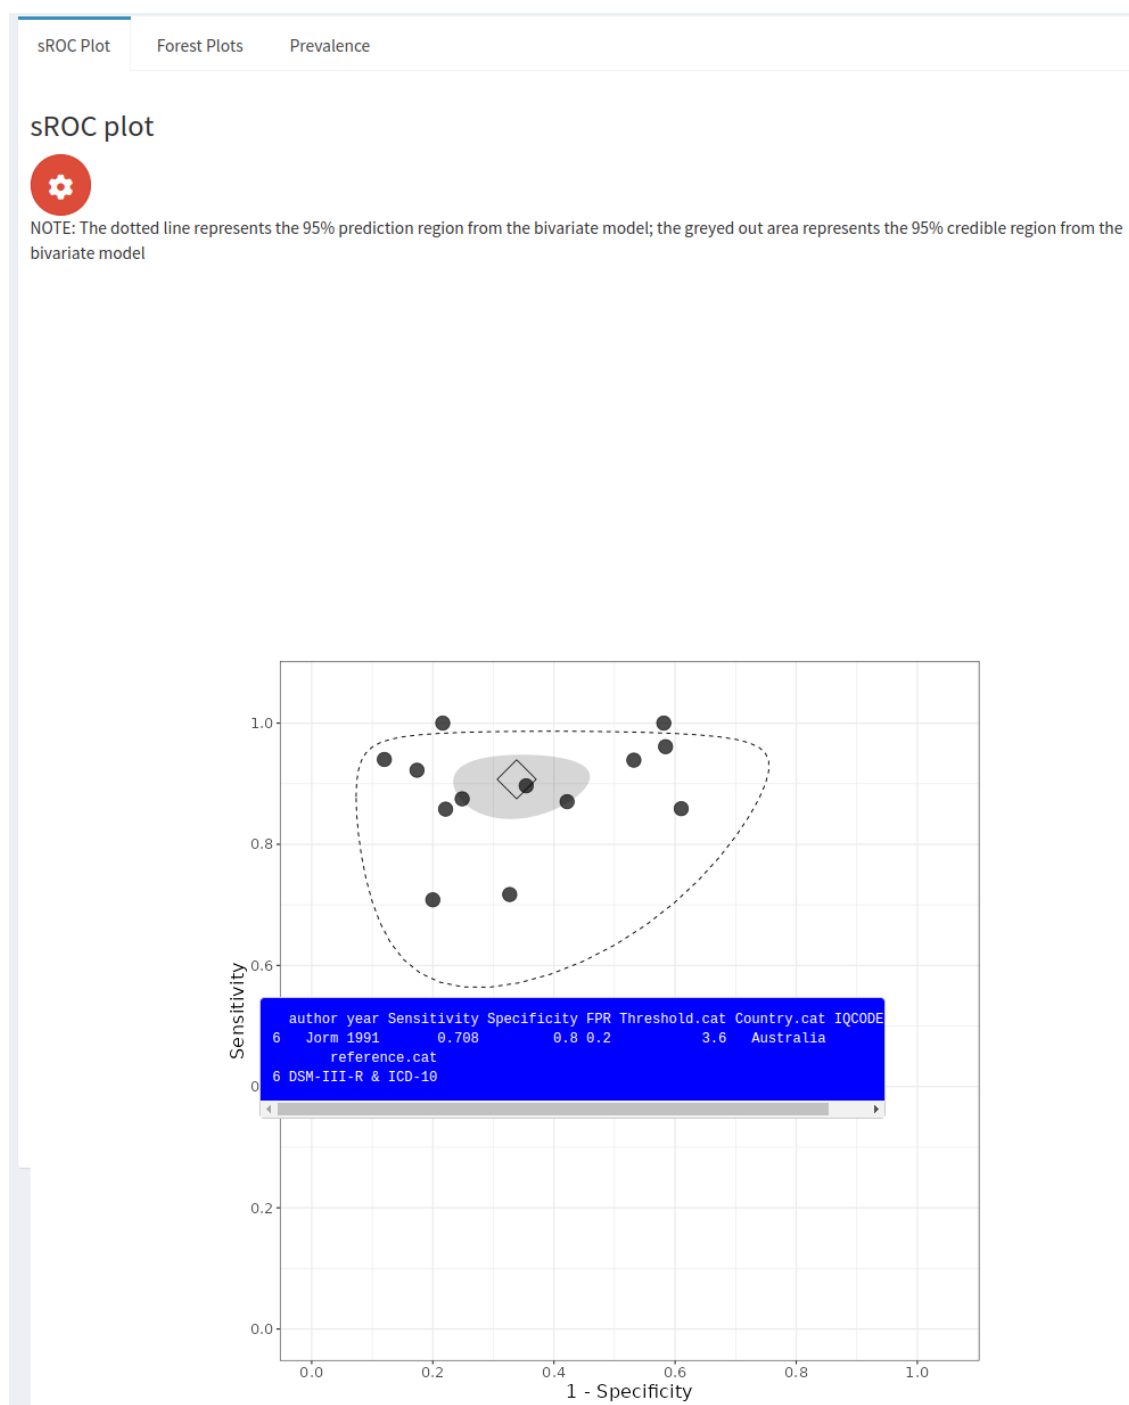 sROC Plot Forest Plots Prevalence
sROC plot
NOTE: The dotted line represents the 95% prediction region from the bivariate model; the greyed out area represents the 95% credible region from the
bivariate model
1.0
0.8
0.6
Sensitivity
author year Sensitivity Specificity FPR Threshold.cat Country.cat IQCODE
6 Jorm 1991 0.708 0.8 0.2 3.6 Australia
reference.cat
6 DSM-III-R & ICD-10
0
0.2
0.0
0.0 0.2 0.4 0.6 0.8 1.0
1 - Specificity